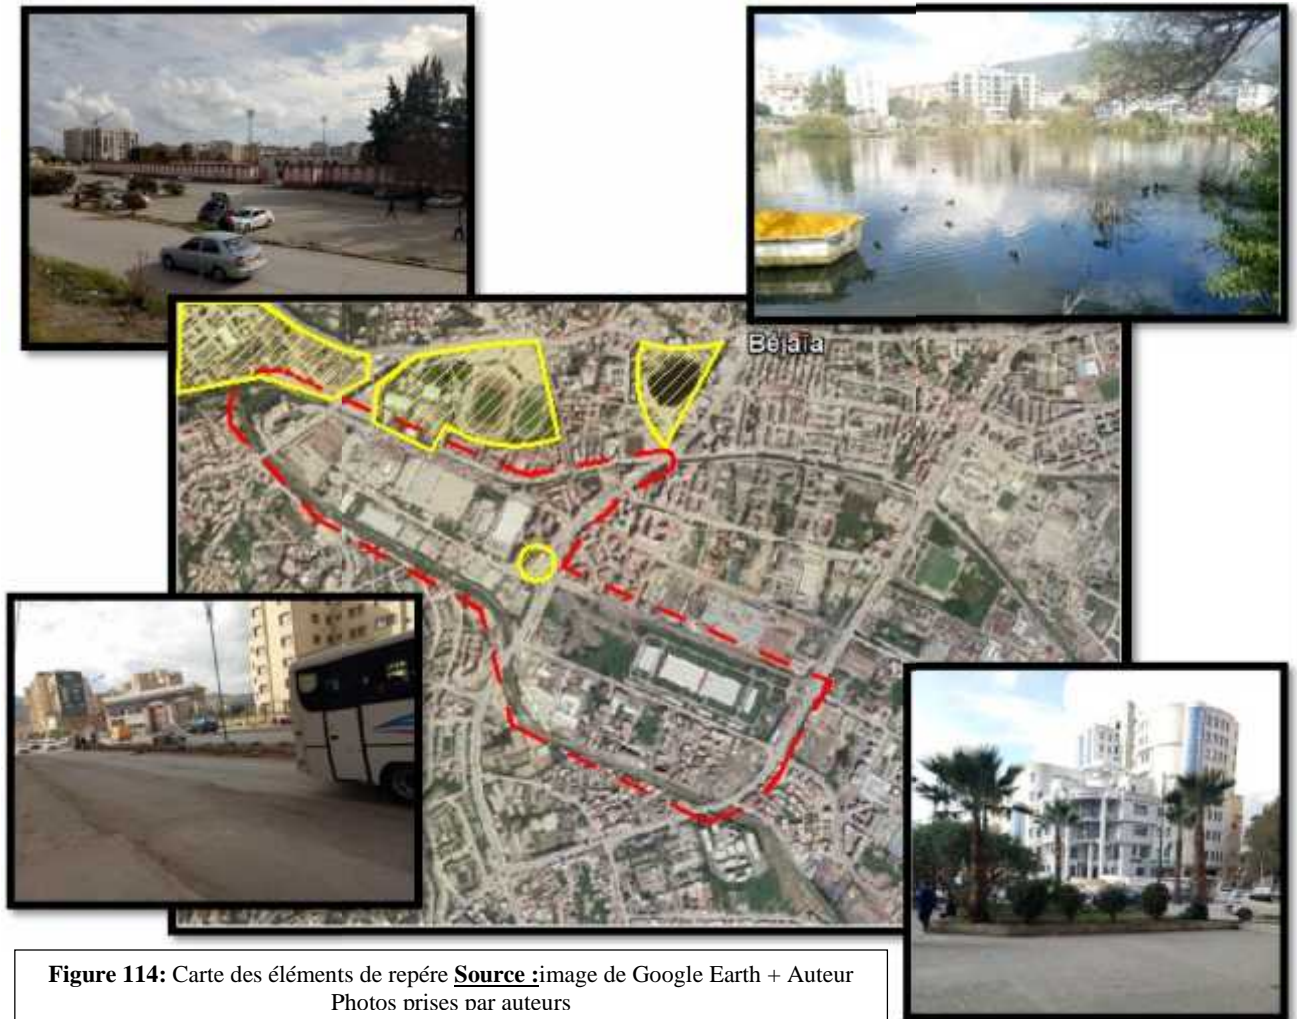 Béjaïa
Figure 114: Carte des éléments de repére Source :image de Google Earth + Auteur
Photos prises par auteurs